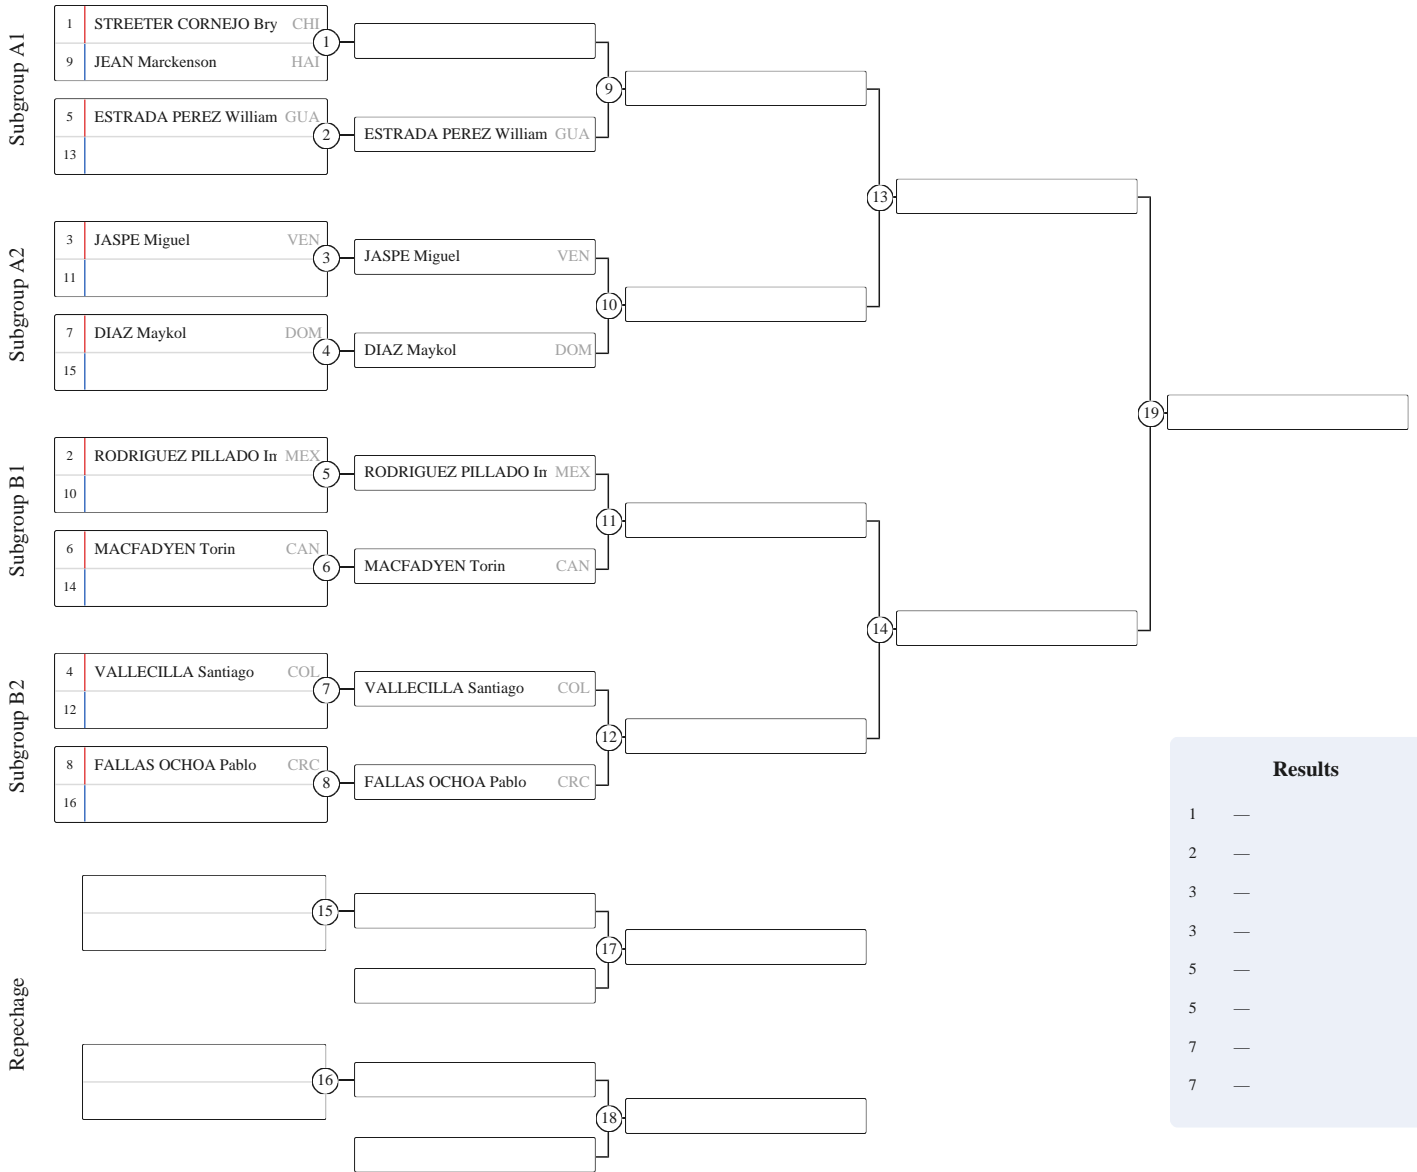 Subgroup A1
1 STREETER CORNEJO Bry CHI
9 JEAN Marckenson HAI
1
5 ESTRADA PEREZ William GUA
13
2
ESTRADA PEREZ William GUA
9
Subgroup A2
3 JASPE Miguel VEN
11
3
JASPE Miguel VEN
7 DIAZ Maykol DOM
15
4
DIAZ Maykol DOM
10
13
Subgroup B1
2 RODRIGUEZ PILLADO In MEX
10
5
RODRIGUEZ PILLADO In MEX
6 MACFADYEN Torin CAN
14
6
MACFADYEN Torin CAN
11
Subgroup B2
4 VALLECILLA Santiago COL
12
7
VALLECILLA Santiago COL
8 FALLAS OCHOA Pablo CRC
16
8
FALLAS OCHOA Pablo CRC
12
14
19
Repechage
15
17
16
18
Results
1 —
2 —
3 —
3 —
5 —
5 —
7 —
7 —